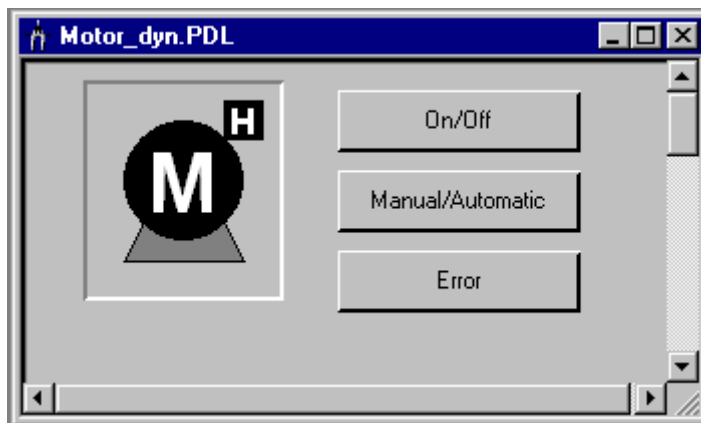 Motor_dyn.PDL
H
M
On/Off
Manual/Automatic
Error